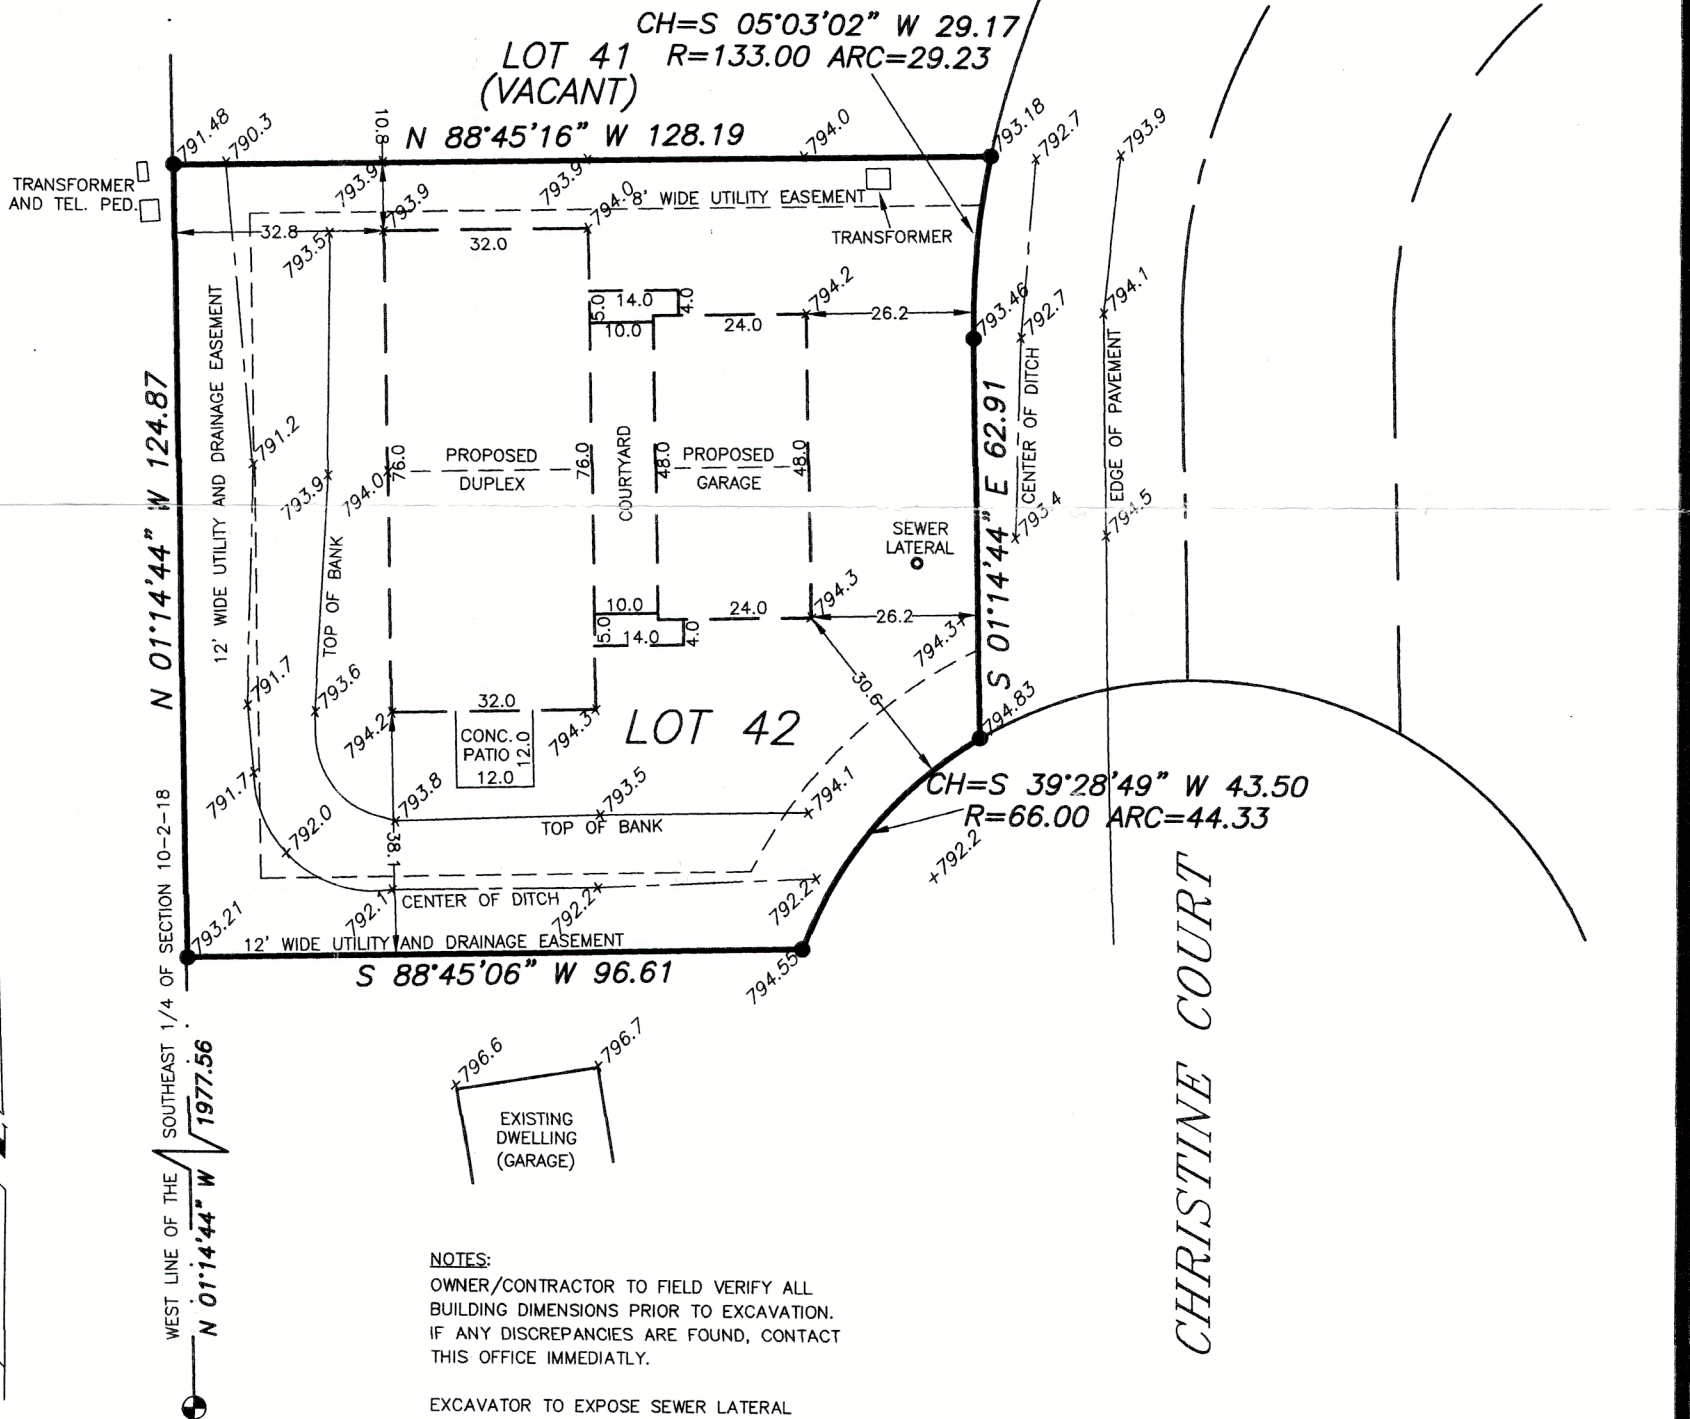 CH=S 05°03'02" W 29.17
LOT 41 R=133.00 ARC=29.23
(VACANT)
N 88°45'16" W 128.19
791.48
790.3
10.8
793.9
793.9
793.9
794.0
794.0
793.18
792.7
793.9
TRANSFORMER
AND TEL. PED.
8' WIDE UTILITY EASEMENT
TRANSFORMER
32.8
793.5
32.0
5.0
14.0
4.0
10.0
24.0
794.2
26.2
793.46
792.7
794.1
12' WIDE UTILITY AND DRAINAGE EASEMENT
N 01°14'44" W 124.87
791.2
793.9
794.0
76.0
PROPOSED
DUPLEX
76.0
COURTYARD
48.0
PROPOSED
GARAGE
48.0
S 01°14'44" E 62.91
CENTER OF DITCH
EDGE OF PAVEMENT
793.4
794.5
SEWER
LATERAL
TOP OF BANK
10.0
5.0
14.0
4.0
24.0
794.3
26.2
794.3
30.6
791.7
793.6
794.2
32.0
794.3
LOT 42
794.83
CONC.
PATIO
12.0
12.0
791.7
792.0
793.8
793.5
794.1
TOP OF BANK
CH=S 39°28'49" W 43.50
R=66.00 ARC=44.33
792.2
38.1
792.1
CENTER OF DITCH
792.2
792.2
793.21
12' WIDE UTILITY AND DRAINAGE EASEMENT
S 88°45'06" W 96.61
794.55
WEST LINE OF THE SOUTHEAST 1/4 OF SECTION 10-2-18
N 01°14'44" W 1977.56
796.6
796.7
EXISTING
DWELLING
(GARAGE)
CHRISTINE COURT
NOTES:
OWNER/CONTRACTOR TO FIELD VERIFY ALL
BUILDING DIMENSIONS PRIOR TO EXCAVATION.
IF ANY DISCREPANCIES ARE FOUND, CONTACT
THIS OFFICE IMMEDIATLY.
EXCAVATOR TO EXPOSE SEWER LATERAL